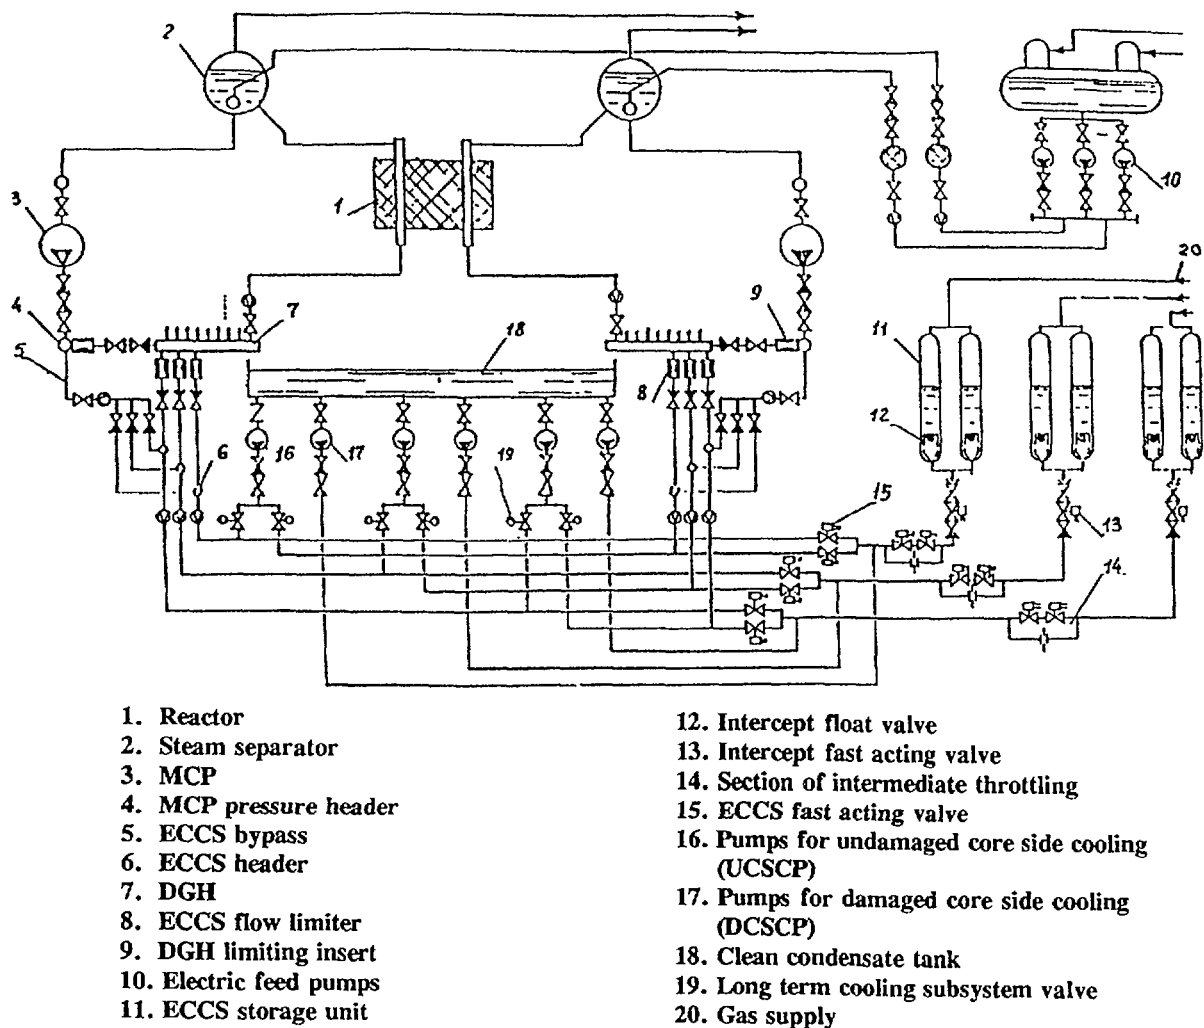 2
20
3
1
10
4
7
9
18
11
5
8
12
16
17
6
19
15
13
14.
1. Reactor
2. Steam separator
3. MCP
4. MCP pressure header
5. ECCS bypass
6. ECCS header
7. DGH
8. ECCS flow limiter
9. DGH limiting insert
10. Electric feed pumps
11. ECCS storage unit
12. Intercept float valve
13. Intercept fast acting valve
14. Section of intermediate throttling
15. ECCS fast acting valve
16. Pumps for undamaged core side cooling
(UCSCP)
17. Pumps for damaged core side cooling
(DCSCP)
18. Clean condensate tank
19. Long term cooling subsystem valve
20. Gas supply